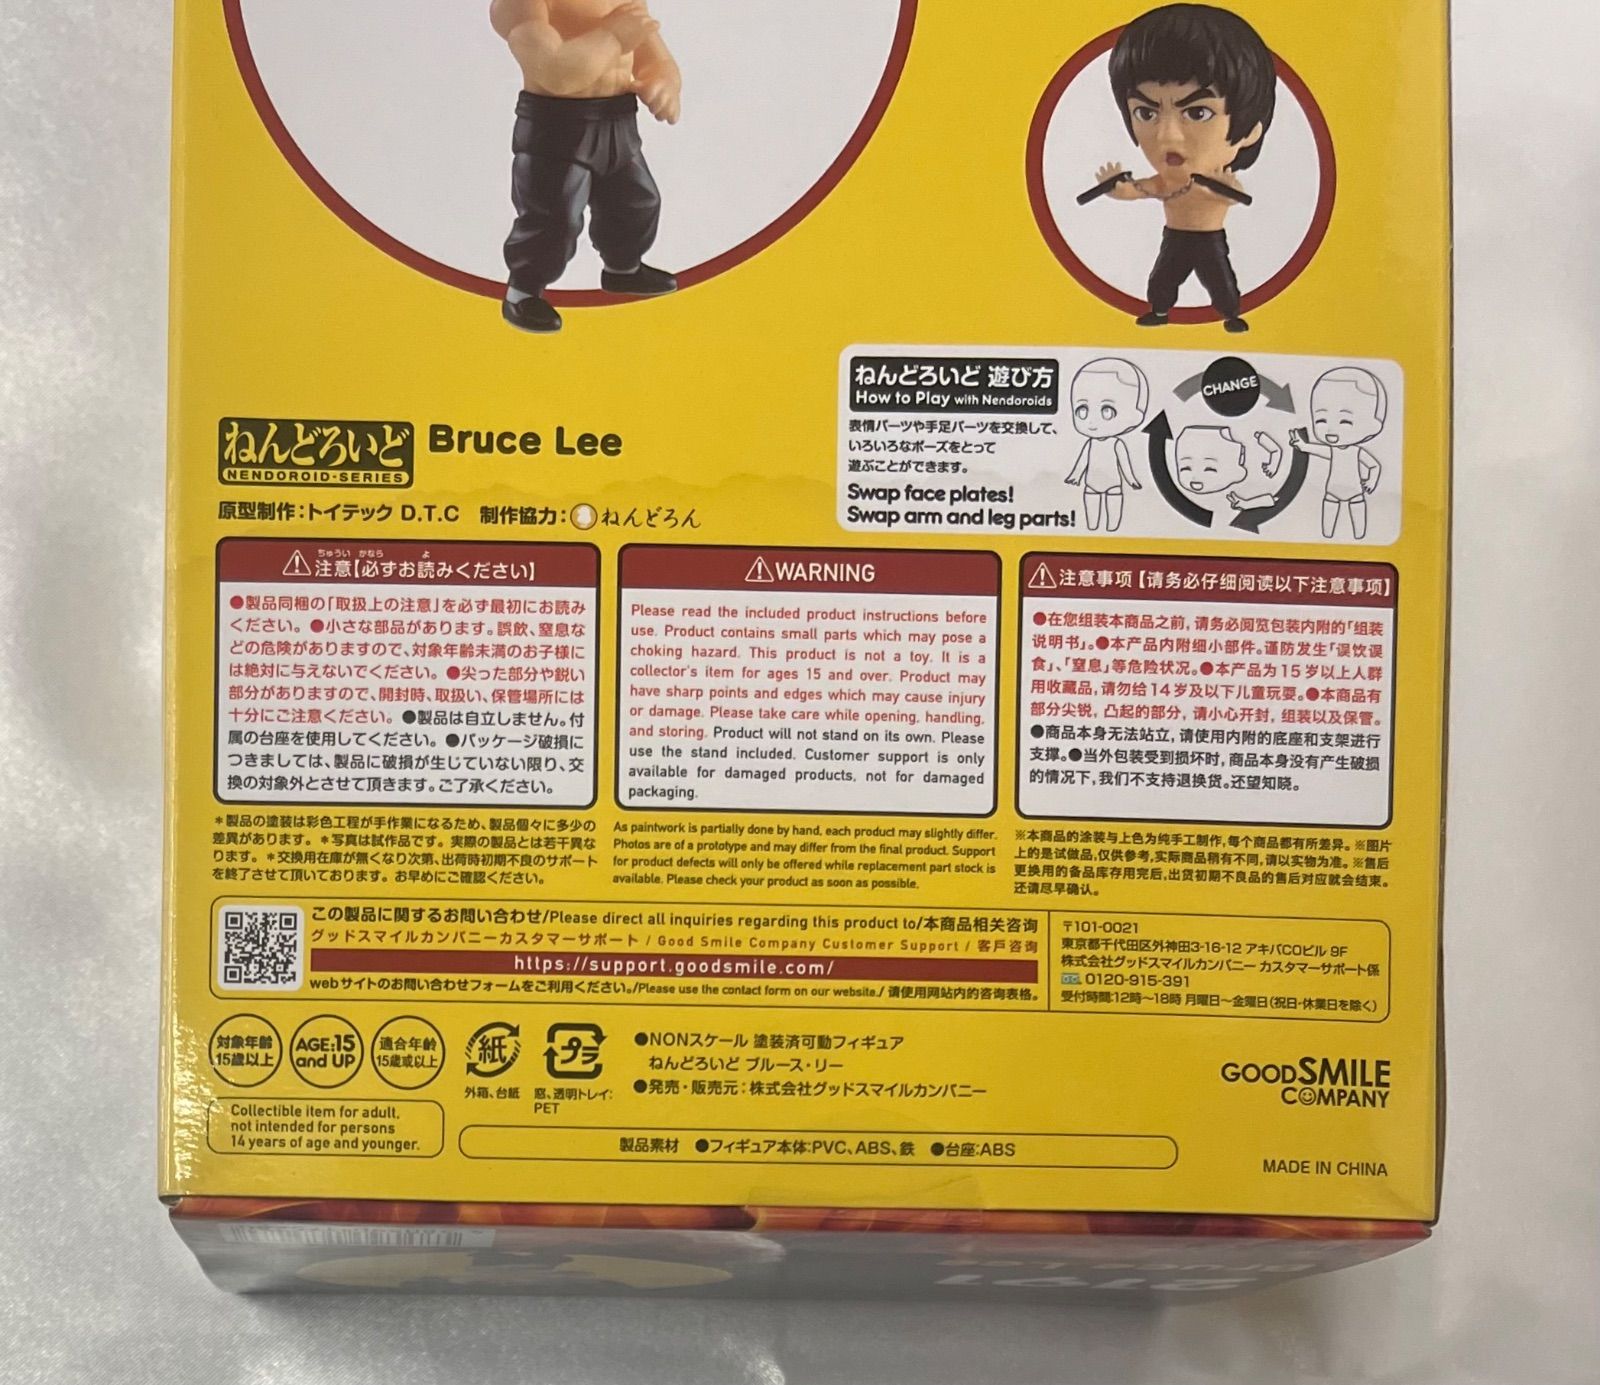 ねんどろいど 遊び方
How to Play with Nendoroids
表情パーツや手足パーツを交換して、
いろいろなポーズをとって
遊ぶことができます。
Swap face plates!
Swap arm and leg parts!
CHANGE
ねんどろいど
NENDOROID-SERIES
Bruce Lee
原型制作:トイテック D.T.C 制作協力:ねんどろん
ちゅうい かなら よ
注意【必ずお読みください】
●製品同梱の「取扱上の注意」を必ず最初にお読み
ください。●小さな部品があります。誤飲、窒息な
どの危険がありますので、対象年齢未満のお子様に
は絶対に与えないでください。●尖った部分や鋭い
部分がありますので、開封時、取扱い、保管場所には
十分にご注意ください。●製品は自立しません。付
属の台座を使用してください。●パッケージ破損に
つきましては、製品に破損が生じていない限り、交
換の対象外とさせて頂きます。ご了承ください。
WARNING
Please read the included product instructions before
use. Product contains small parts which may pose a
choking hazard. This product is not a toy. It is a
collector's item for ages 15 and over. Product may
have sharp points and edges which may cause injury
or damage. Please take care while opening, handling,
and storing. Product will not stand on its own. Please
use the stand included. Customer support is only
available for damaged products, not for damaged
packaging.
注意事项【请务必仔细阅读以下注意事项】
●在您组装本商品之前,请务必阅览包装内附的「组装
说明书」。●本产品内附细小部件。谨防发生「误饮误
食」、「窒息」等危险状况。●本产品为15岁以上人群
用收藏品,请勿给14岁及以下儿童玩耍。●本商品有
部分尖锐,凸起的部分,请小心开封,组装以及保管。
●商品本身无法站立,请使用内附的底座和支架进行
支撑。●当外包装受到损坏时,商品本身没有产生破损
的情况下,我们不支持退换货。还望知晓。
*製品の塗装は彩色工程が手作業になるため、製品個々に多少の
差異があります。*写真は試作品です。実際の製品とは若干異な
ります。*交換用在庫が無くなり次第、出荷時初期不良のサポート
を終了させて頂いております。お早めにご確認ください。
As paintwork is partially done by hand, each product may slightly differ.
Photos are of a prototype and may differ from the final product. Support
for product defects will only be offered while replacement part stock is
available. Please check your product as soon as possible.
※本商品的涂装与上色为纯手工制作,每个商品都有所差异。※图片
上的是试做品,仅供参考,实际商品稍有不同,请以实物为准。※售后
更换用的备品库存用完后,出货初期不良品的售后对应就会结束。
还请尽早确认。
この製品に関するお問い合わせ/Please direct all inquiries regarding this product to/本商品相关咨询
グッドスマイルカンパニーカスタマーサポート / Good Smile Company Customer Support / 客戸咨询
https://support.goodsmile.com/
webサイトのお問い合わせフォームをご利用ください。/Please use the contact form on our website./ 请使用网站内的咨询表格。
〒101-0021
東京都千代田区外神田3-16-12 アキバCOビル 9F
株式会社グッドスマイルカンパニー カスタマーサポート係
0120-915-391
受付時間:12時〜18時 月曜日〜金曜日(祝日・休業日を除く)
対象年齢
15歳以上
AGE:15
and UP
適合年齢
15歳或以上
紙
外箱、台紙
プラ
窓、透明トレイ:
PET
●NONスケール 塗装済可動フィギュア
ねんどろいど ブルース・リー
●発売・販売元:株式会社グッドスマイルカンパニー
GOODSMILE
COMPANY
Collectible item for adult,
not intended for persons
14 years of age and younger.
製品素材 ●フィギュア本体:PVC、ABS、鉄 ●台座:ABS
MADE IN CHINA
Bruce Lee
2191